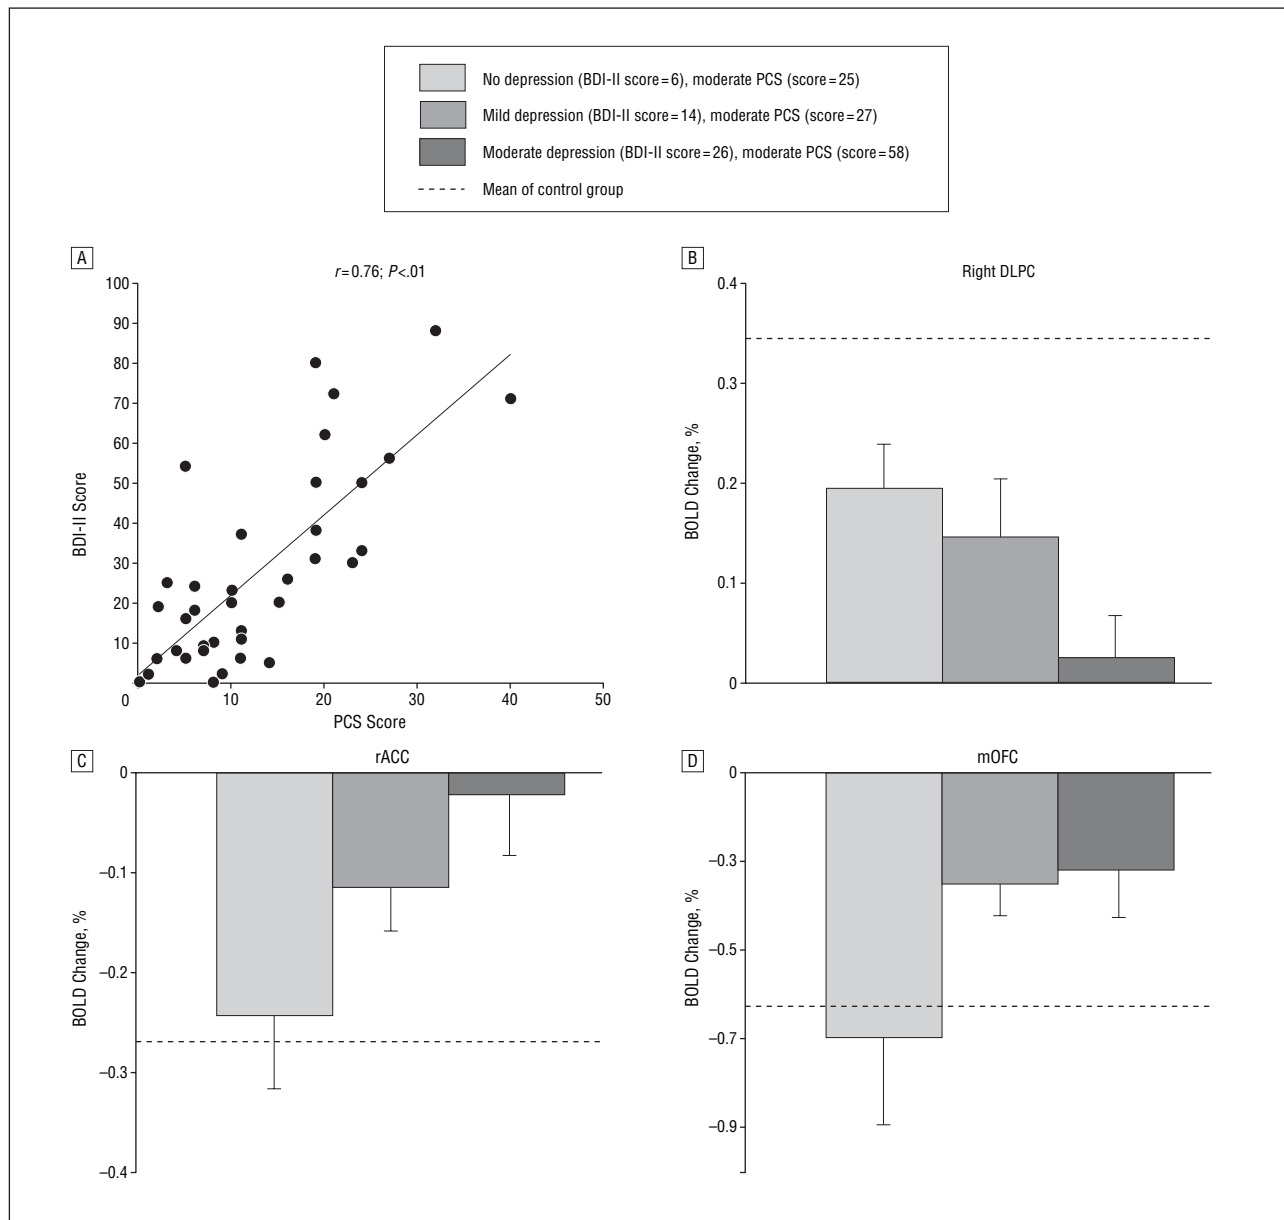 No depression (BDI-II score=6), moderate PCS (score=25)
Mild depression (BDI-II score=14), moderate PCS (score=27)
Moderate depression (BDI-II score=26), moderate PCS (score=58)
Mean of control group
A
r=0.76; P<.01
100
90
80
70
60
50
40
30
20
10
0
10
20
30
40
50
BDI-II Score
PCS Score
B
Right DLPC
0.4
0.3
0.2
0.1
0
BOLD Change, %
C
rACC
0
–0.1
–0.2
–0.3
–0.4
BOLD Change, %
D
mOFC
0
–0.3
–0.5
–0.7
–0.9
BOLD Change, %